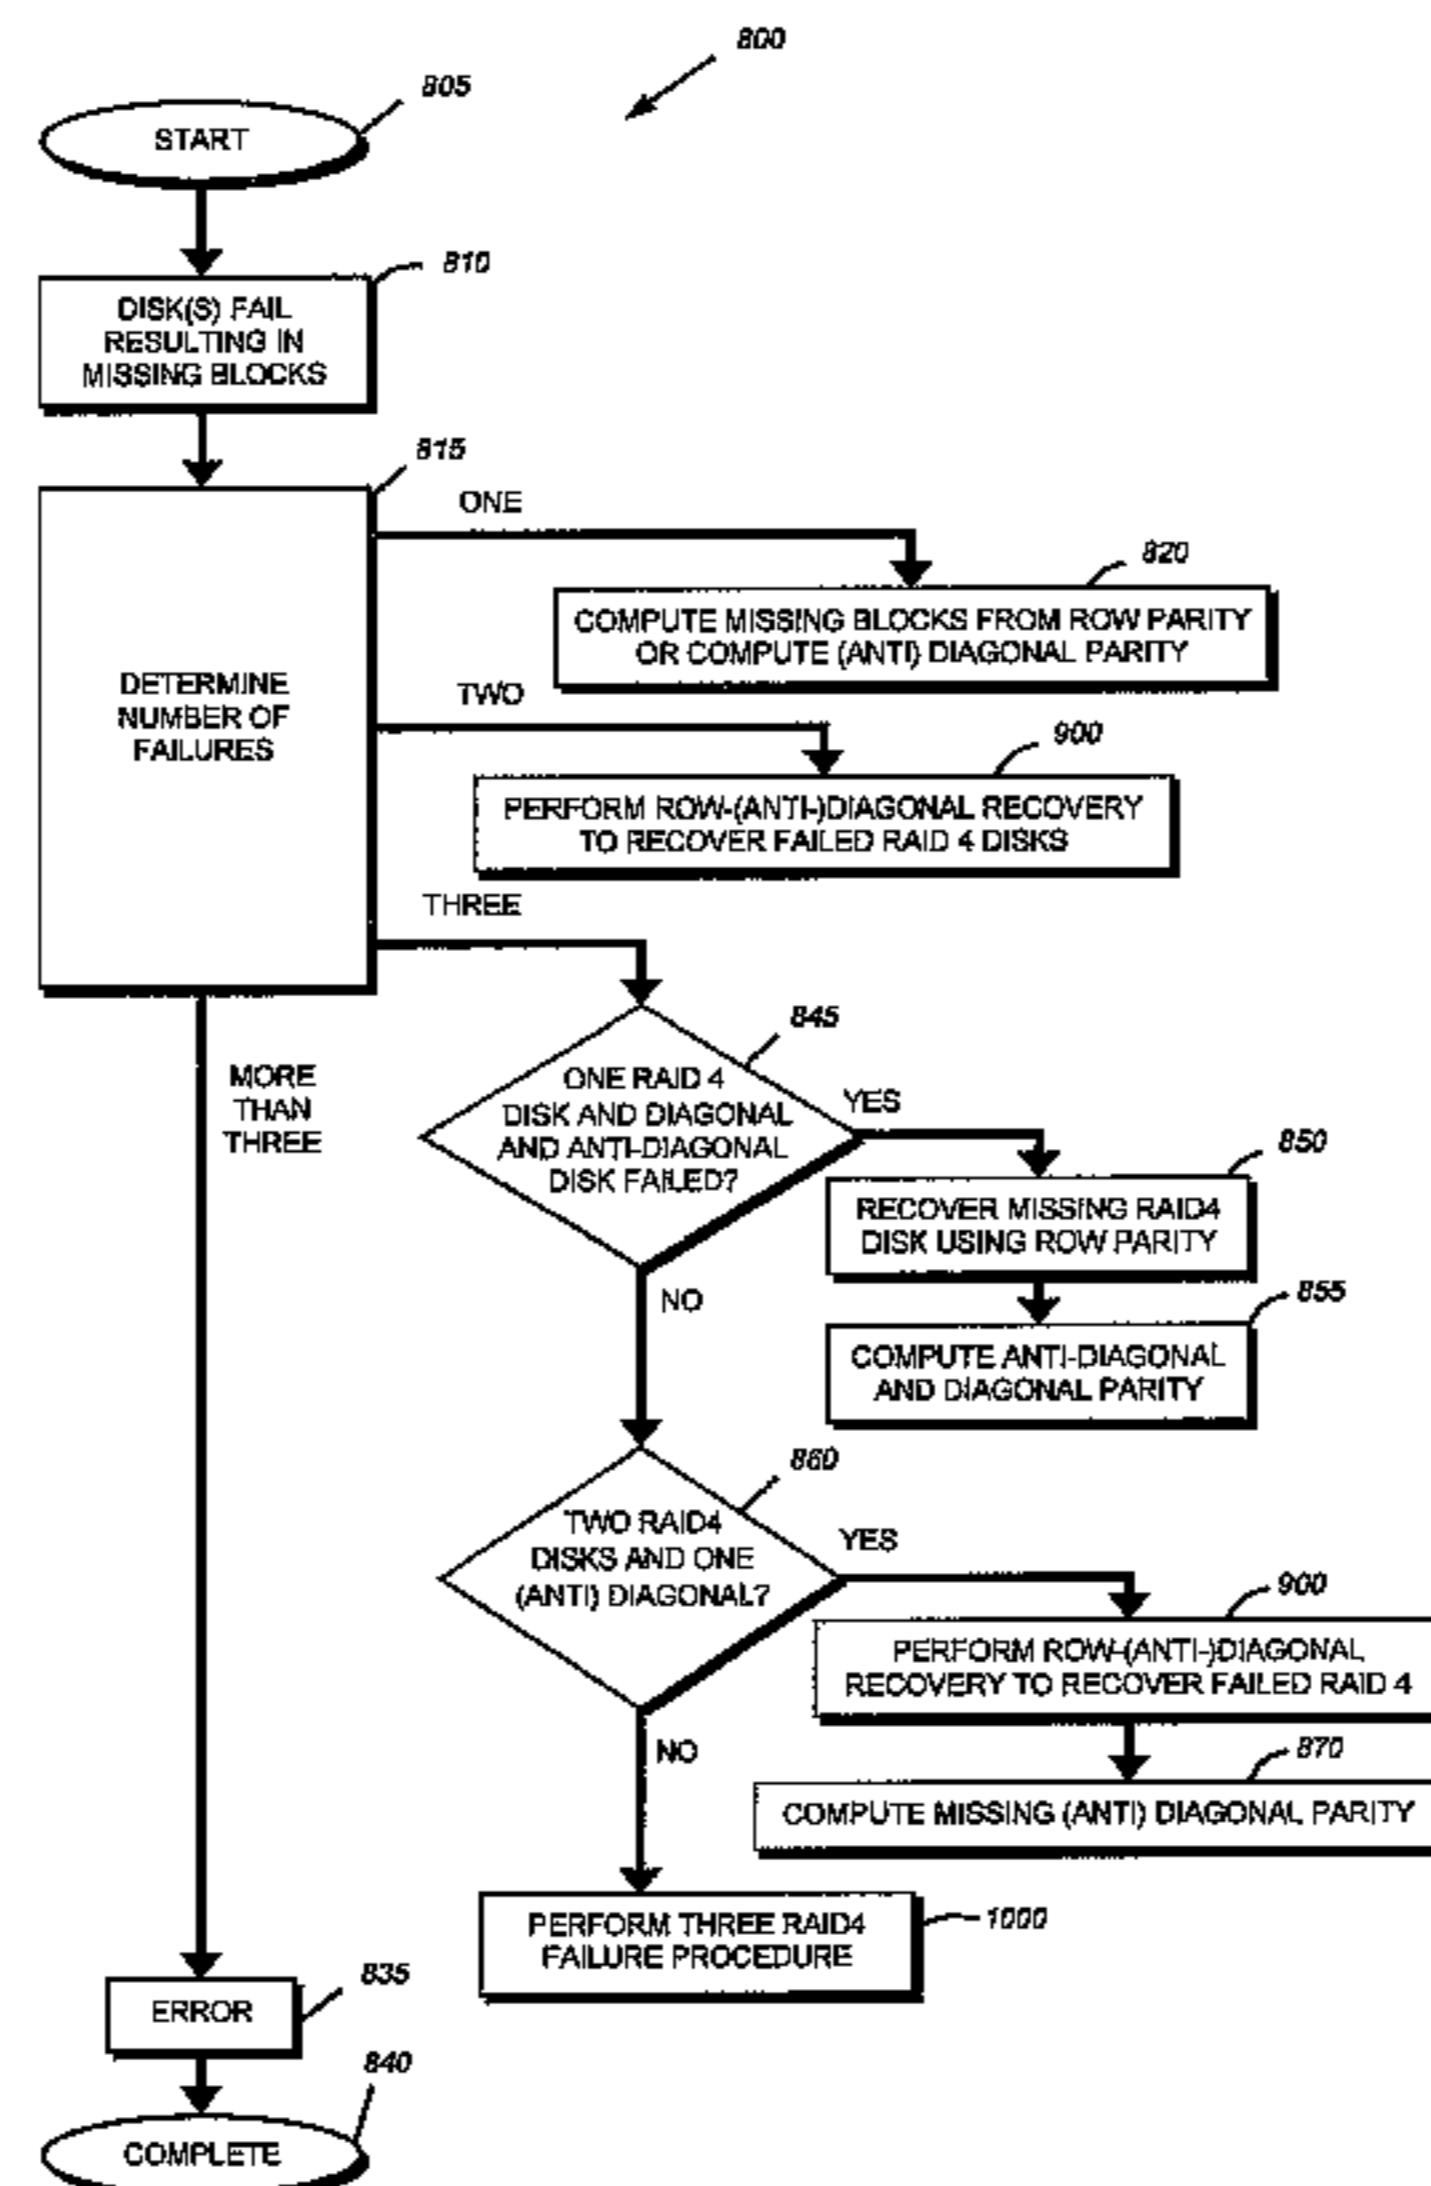 800
805
START
810
DISK(S) FAIL
RESULTING IN
MISSING BLOCKS
815
DETERMINE
NUMBER OF
FAILURES
ONE
820
COMPUTE MISSING BLOCKS FROM ROW PARITY
OR COMPUTE (ANTI) DIAGONAL PARITY
TWO
900
PERFORM ROW-(ANTI-)DIAGONAL RECOVERY
TO RECOVER FAILED RAID 4 DISKS
THREE
845
ONE RAID 4
DISK AND DIAGONAL
AND ANTI-DIAGONAL
DISK FAILED?
YES
850
RECOVER MISSING RAID4
DISK USING ROW PARITY
855
COMPUTE ANTI-DIAGONAL
AND DIAGONAL PARITY
NO
860
TWO RAID4
DISKS AND ONE
(ANTI) DIAGONAL?
YES
900
PERFORM ROW-(ANTI-)DIAGONAL
RECOVERY TO RECOVER FAILED RAID 4
870
COMPUTE MISSING (ANTI) DIAGONAL PARITY
NO
PERFORM THREE RAID4
FAILURE PROCEDURE
1000
MORE
THAN
THREE
835
ERROR
840
COMPLETE